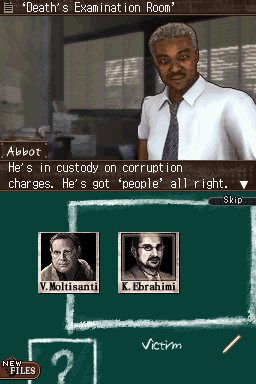 ‘Death's Examination Room’
Abbot
He's in custody on corruption
charges. He's got ‘people’ all right.
Skip
V.Moltisanti
K.Ebrahimi
Victim
?
NEW
FILES